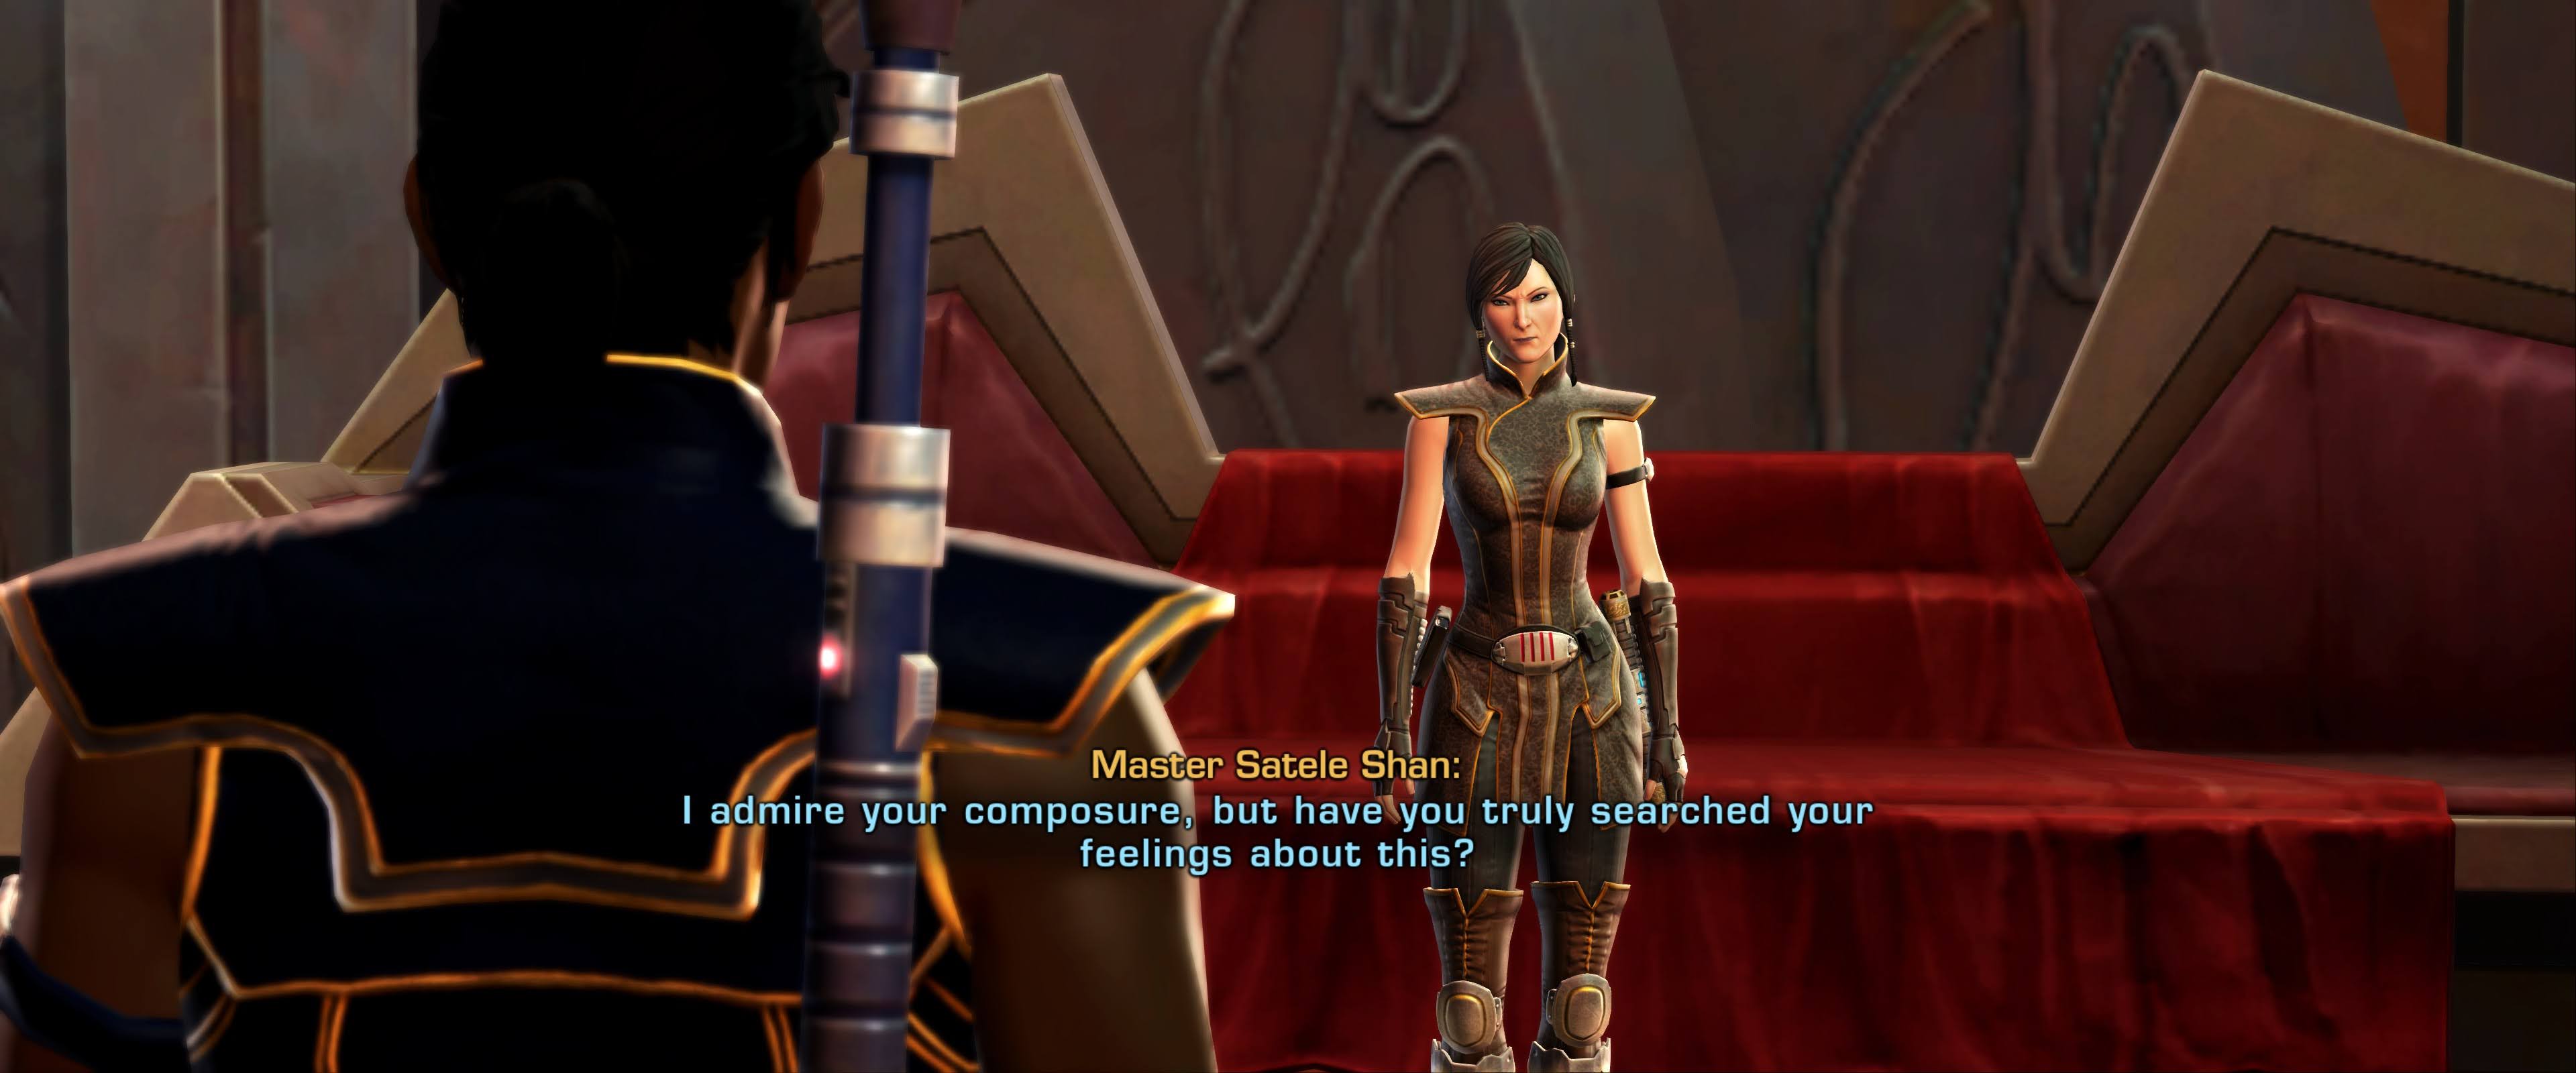 Master Satele Shan:
I admire your composure, but have you truly searched your
feelings about this?